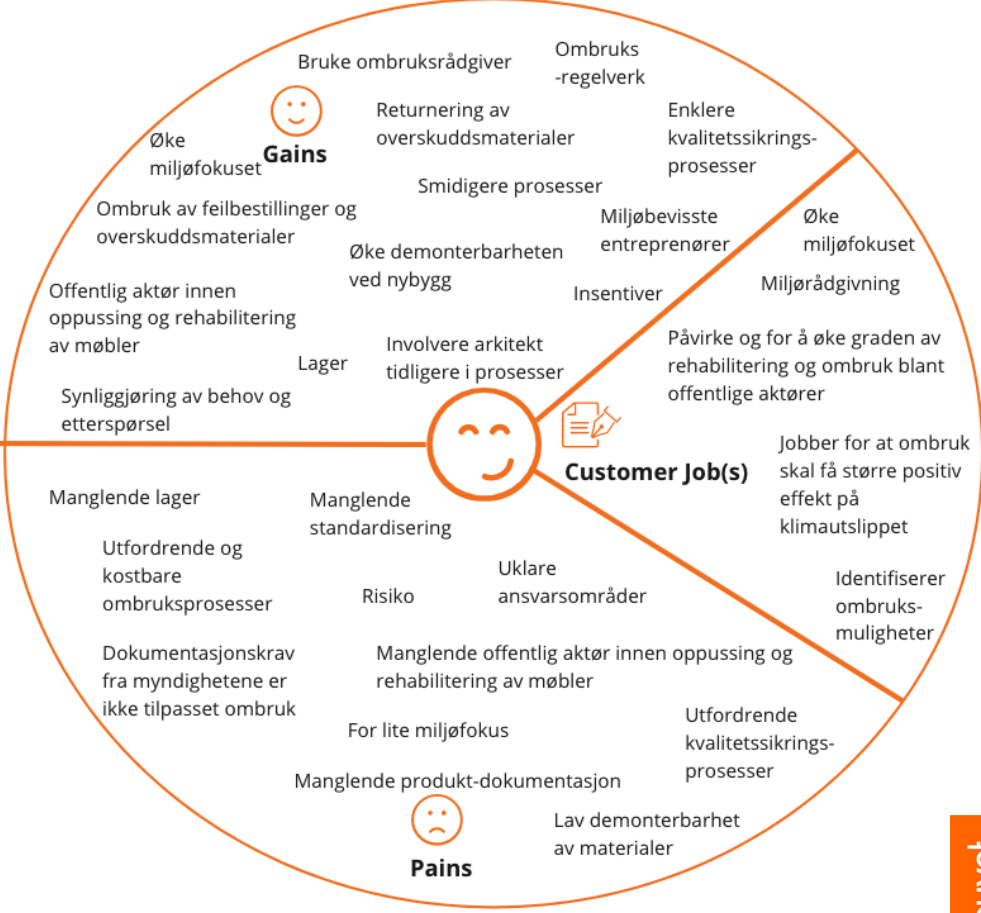 Bruke ombruksrådgiver
Ombruks
-regelverk
Returnering av
overskuddsmaterialer
Enklere
kvalitetssikrings-
prosesser
Øke
miljøfokuset
Gains
Smidigere prosesser
Ombruk av feilbestillinger og
overskuddsmaterialer
Miljøbevisste
entreprenører
Øke demonterbarheten
ved nybygg
Insentiver
Offentlig aktør innen
oppussing og rehabilitering
av møbler
Lager
Involvere arkitekt
tidligere i prosesser
Synliggjøring av behov og
etterspørsel
Øke
miljøfokuset
Miljørådgivning
Påvirke og for å øke graden av
rehabilitering og ombruk blant
offentlige aktører
Customer Job(s)
Jobber for at ombruk
skal få større positiv
effekt på
klimautslippet
Identifiserer
ombruks-
muligheter
Manglende lager
Manglende
standardisering
Utfordrende og
kostbare
ombruksprosesser
Risiko
Uklare
ansvarsområder
Dokumentasjonskrav
fra myndighetene er
ikke tilpasset ombruk
Manglende offentlig aktør innen oppussing og
rehabilitering av møbler
For lite miljøfokus
Utfordrende
kvalitetssikrings-
prosesser
Manglende produkt-dokumentasjon
Lav demonterbarhet
av materialer
Pains